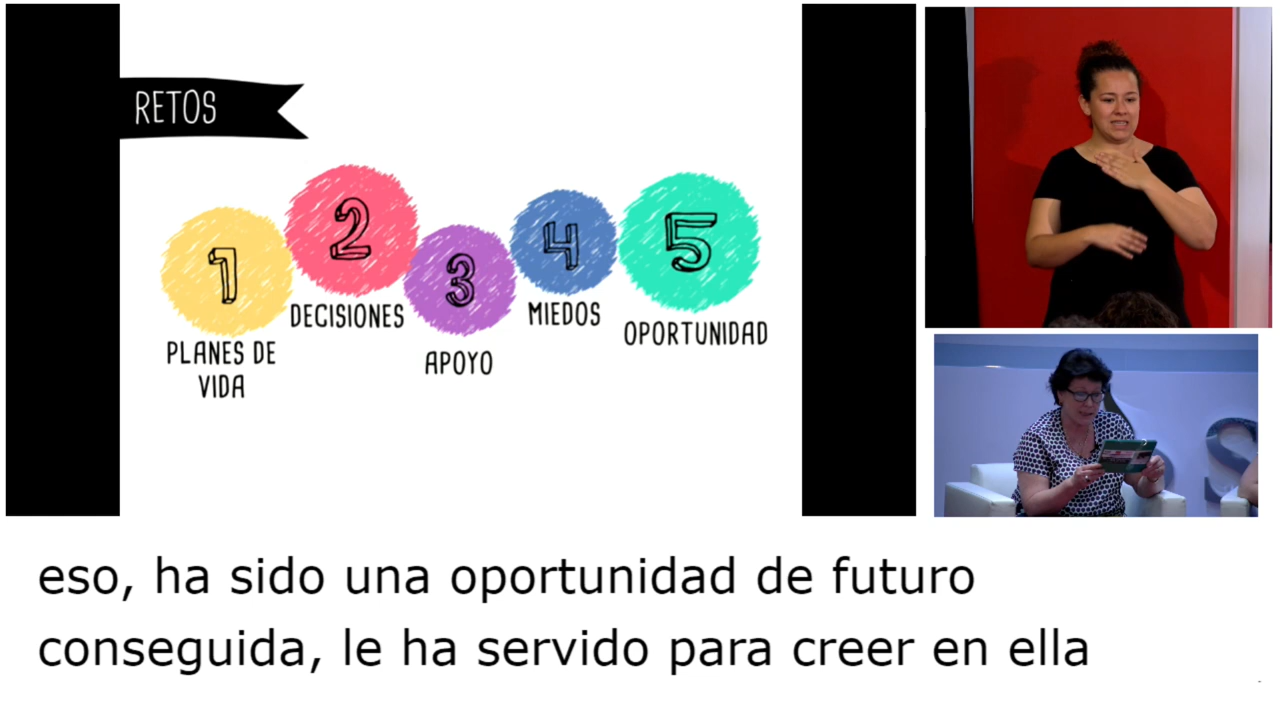 RETOS
1
PLANES DE
VIDA
2
DECISIONES
3
APOYO
4
MIEDOS
5
OPORTUNIDAD
eso, ha sido una oportunidad de futuro
conseguida, le ha servido para creer en ella